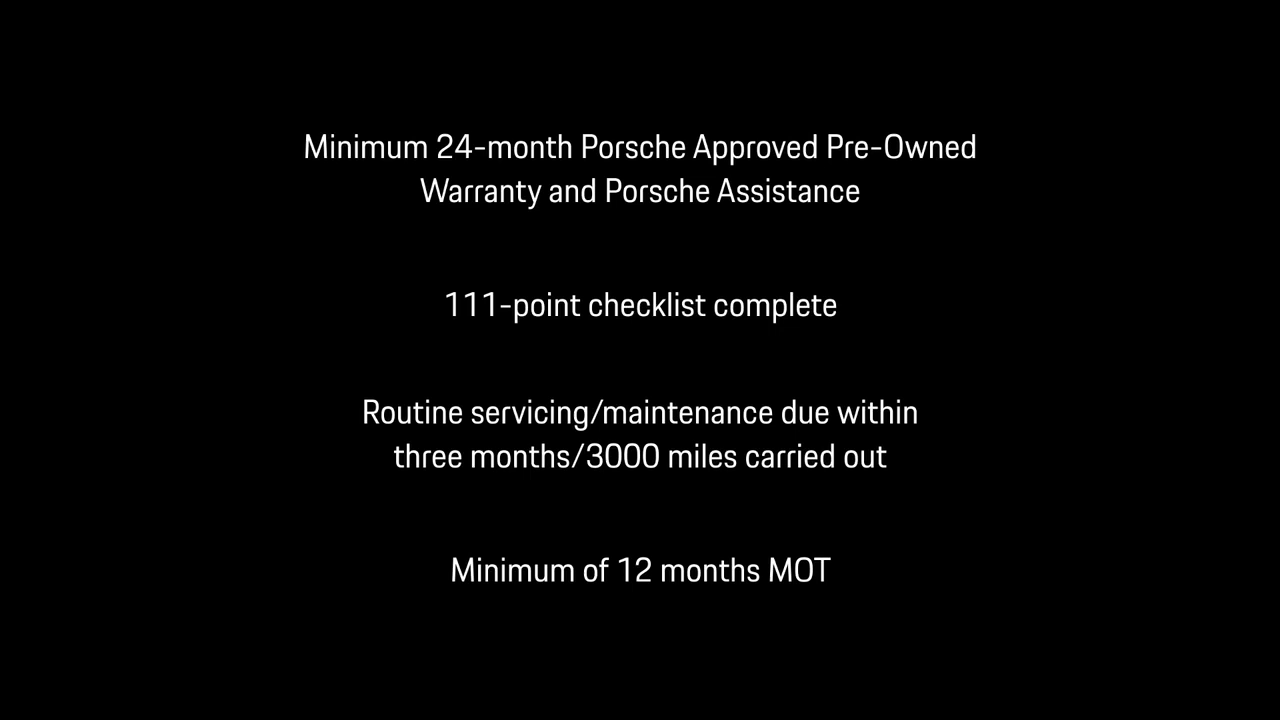 Minimum 24-month Porsche Approved Pre-Owned
Warranty and Porsche Assistance
111-point checklist complete
Routine servicing/maintenance due within
three months/3000 miles carried out
Minimum of 12 months MOT